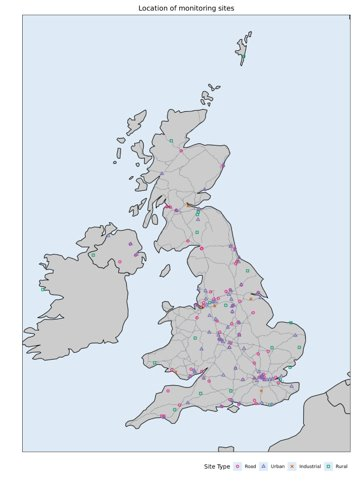 Location of monitoring sites
Site Type Road Urban Industrial Rural